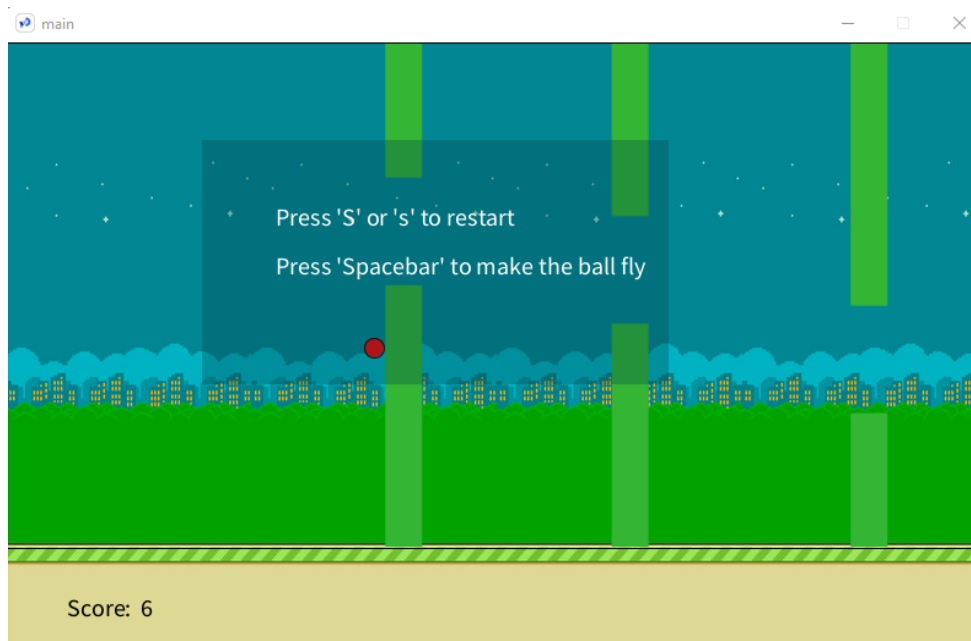 main
Press 'S' or 's' to restart
Press 'Spacebar' to make the ball fly
Score: 6